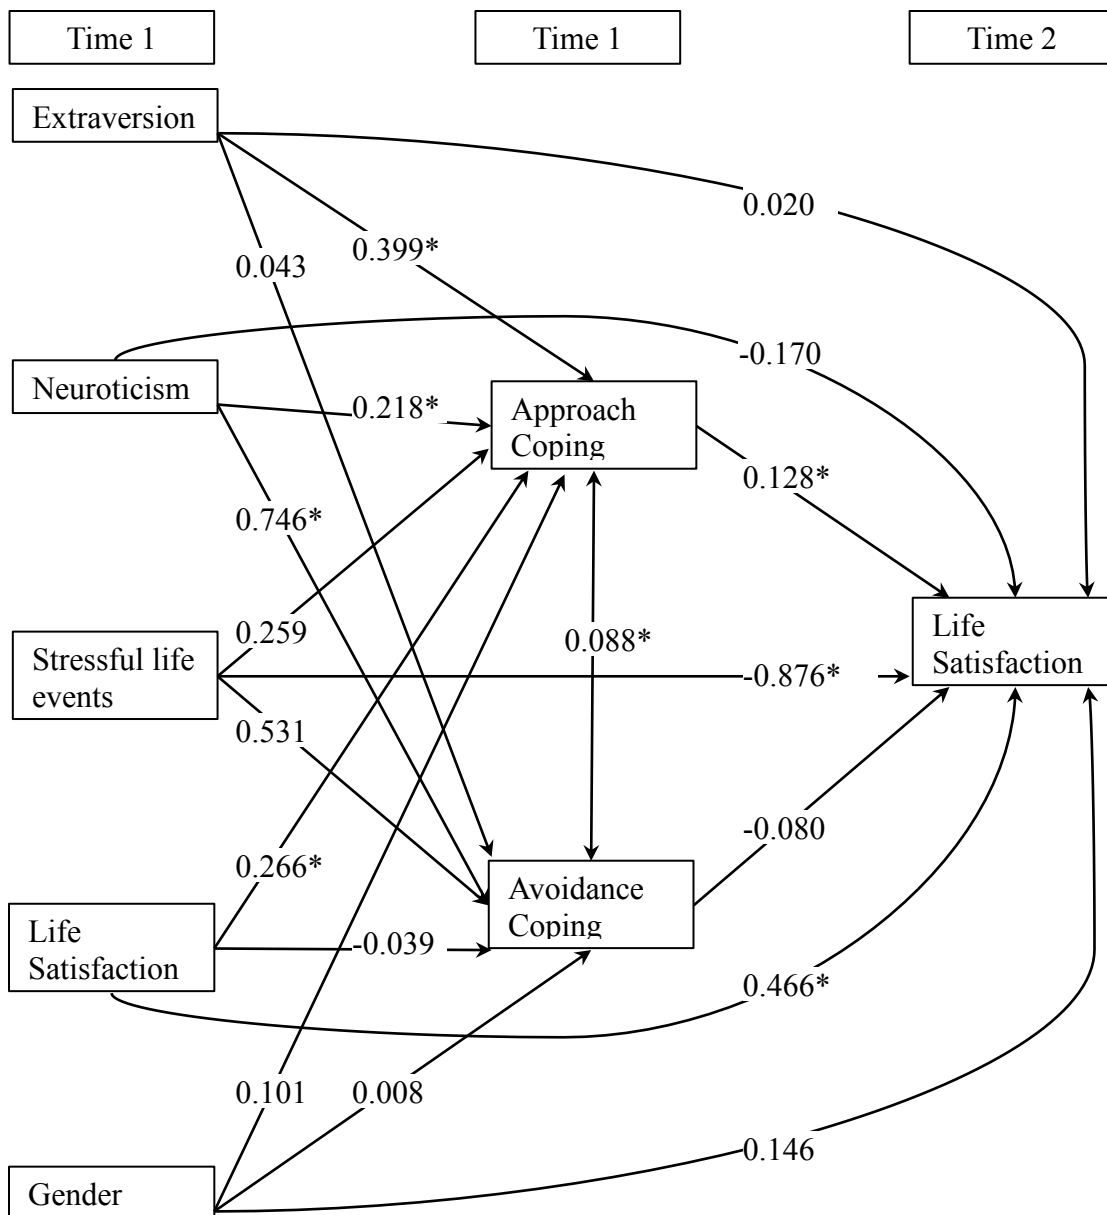 Time 1
Time 1
Time 2
Extraversion
0.020
0.399*
0.043
-0.170
Neuroticism
0.218*
Approach
Coping
0.128*
0.746*
0.259
0.088*
Life
Satisfaction
Stressful life
events
-0.876*
0.531
-0.080
0.266*
Avoidance
Coping
Life
Satisfaction
-0.039
0.466*
0.101
0.008
0.146
Gender